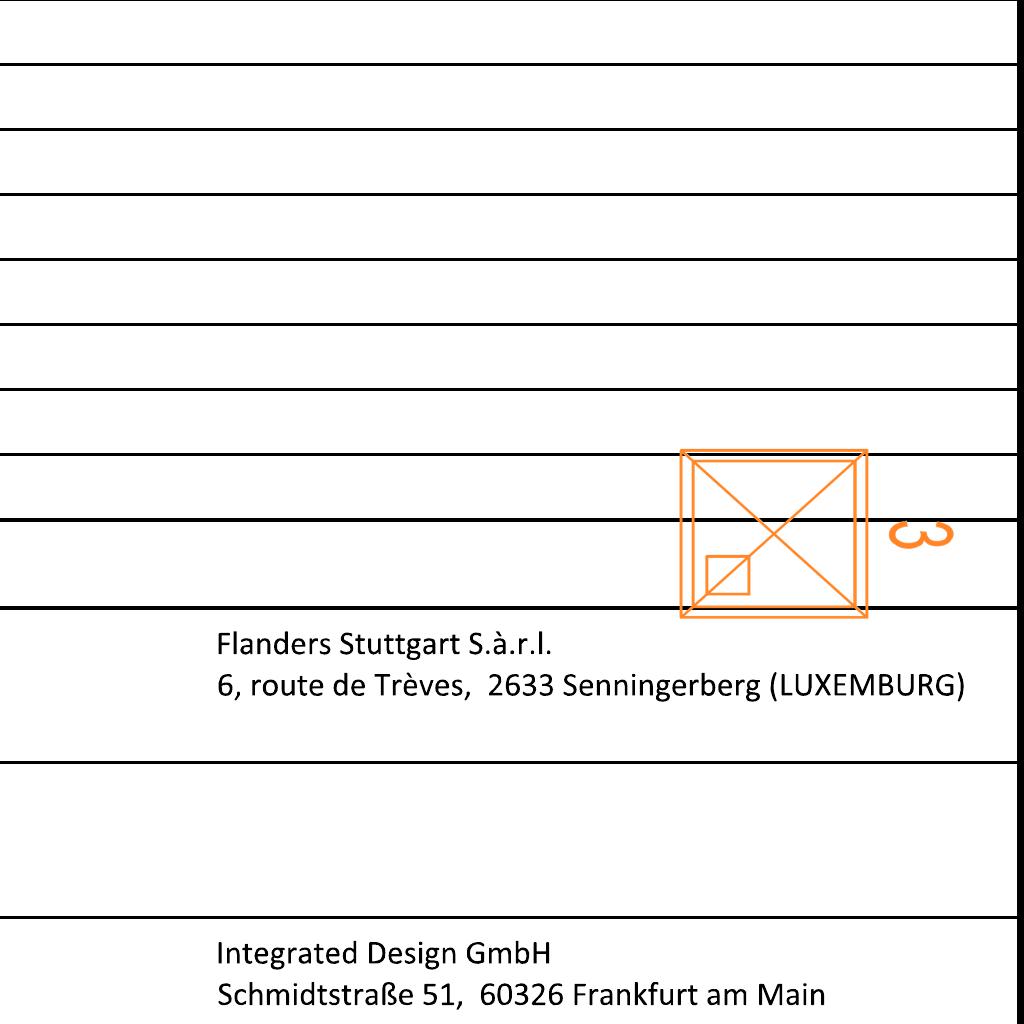 3
Flanders Stuttgart S.à.r.l.
6, route de Trèves,  2633 Senningerberg (LUXEMBURG)
Integrated Design GmbH
Schmidtstraße 51,  60326 Frankfurt am Main